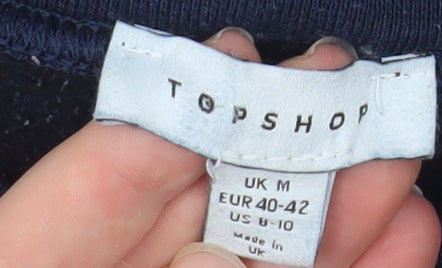 TOPSHOP
UK M
EUR 40-42
US 8-10
Made in
UK